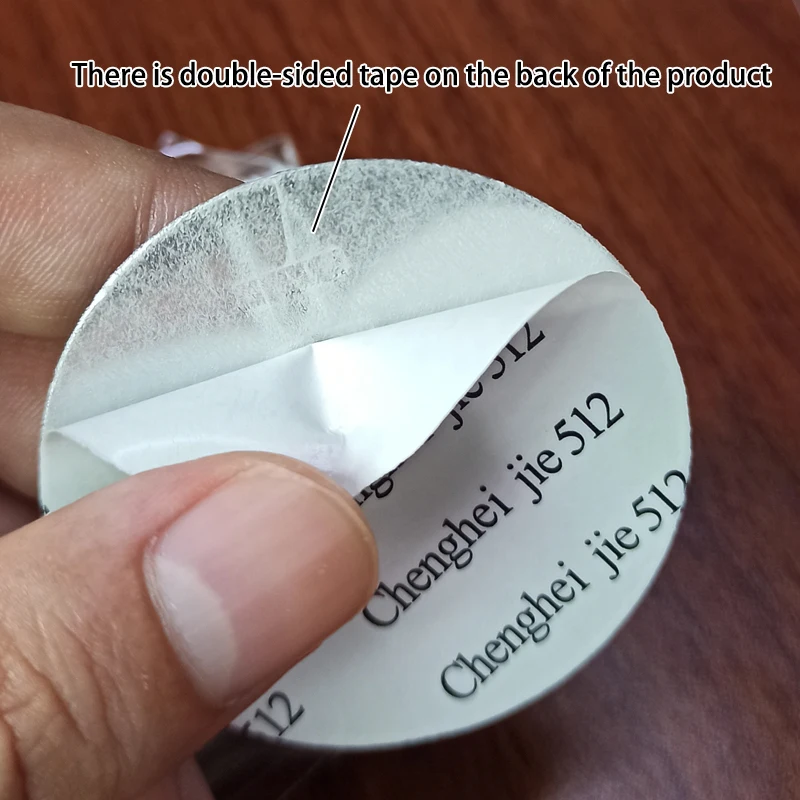 There is double-sided tape on the back of the product
jie 512
Chenghei jie 512
Chenghei jie 512
512